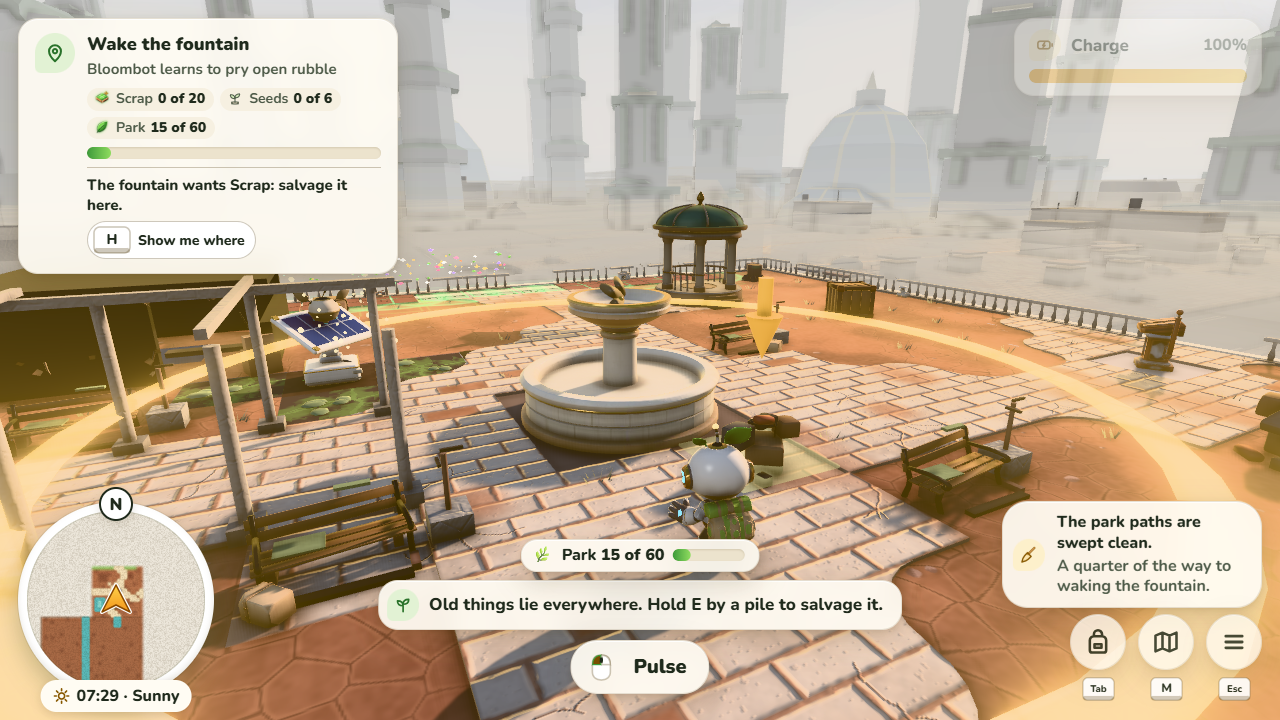 Wake the fountain
Bloombot learns to pry open rubble
Scrap 0 of 20
Seeds 0 of 6
Park 15 of 60
The fountain wants Scrap: salvage it
here.
H
Show me where
Charge
100%
N
07:29 · Sunny
Park 15 of 60
Old things lie everywhere. Hold E by a pile to salvage it.
Pulse
The park paths are
swept clean.
A quarter of the way to
waking the fountain.
Tab
M
Esc